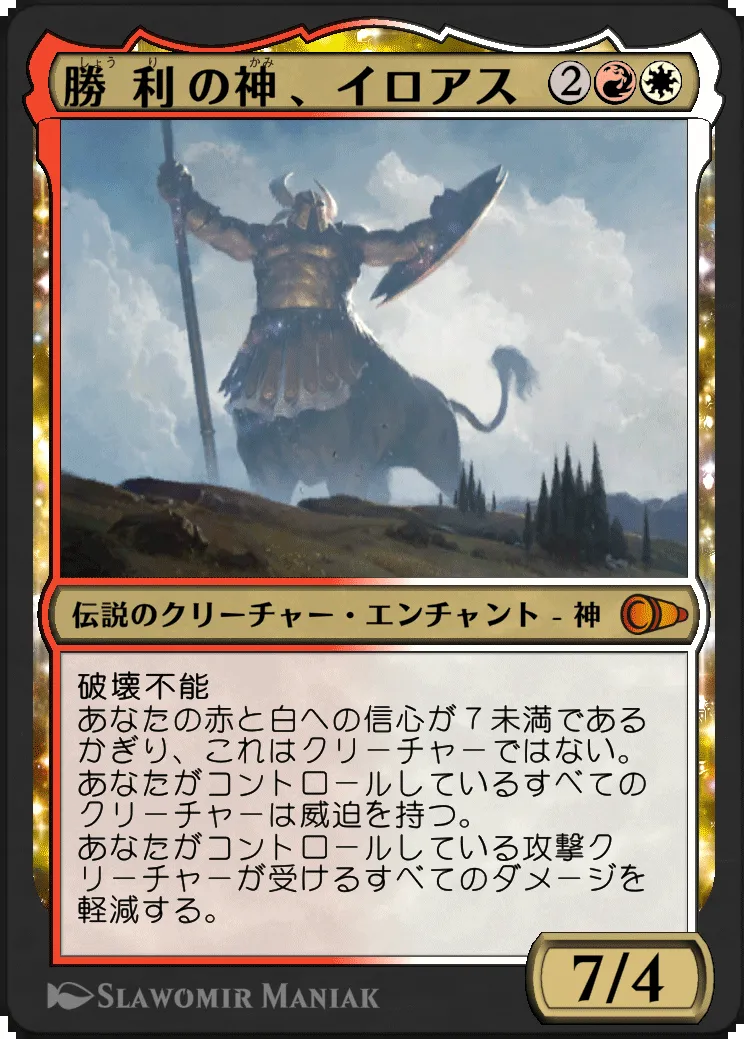 勝利の神、イロアス 2
伝説のクリーチャー・エンチャント - 神
破壊不能
あなたの赤と白への信心が７未満である
かぎり、これはクリーチャーではない。
あなたがコントロールしているすべての
クリーチャーは威迫を持つ。
あなたがコントロールしている攻撃ク
リーチャーが受けるすべてのダメージを
軽減する。
7/4
SLAWOMIR MANIAK